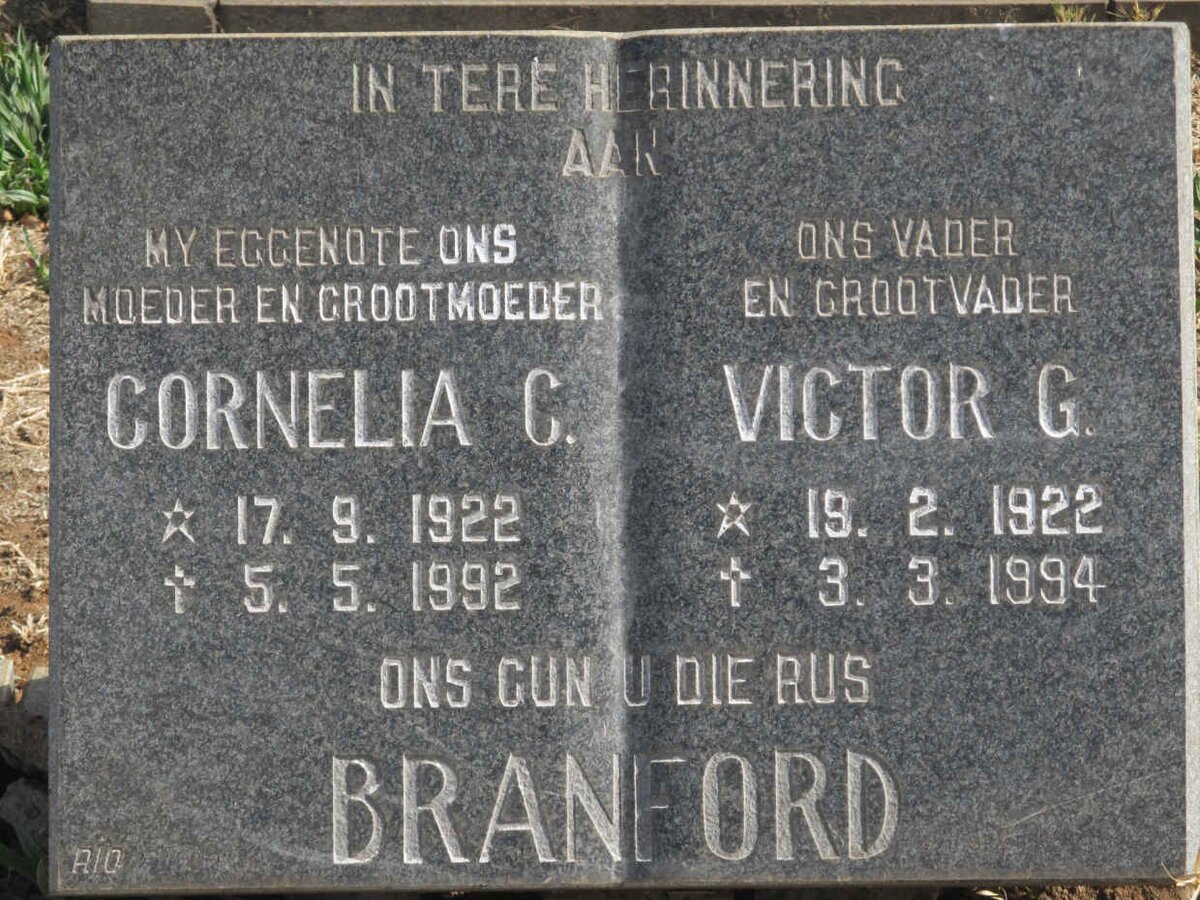 IN TERE HERINNERING
AAN
MY EGGENOTE ONS
MOEDER EN GROOTMOEDER
CORNELIA C.
☆ 17. 9. 1922
✝ 5. 5. 1992
ONS VADER
EN GROOTVADER
VICTOR G.
☆ 19. 2. 1922
✝ 3. 3. 1994
ONS GUN U DIE RUS
BRANFORD
A10